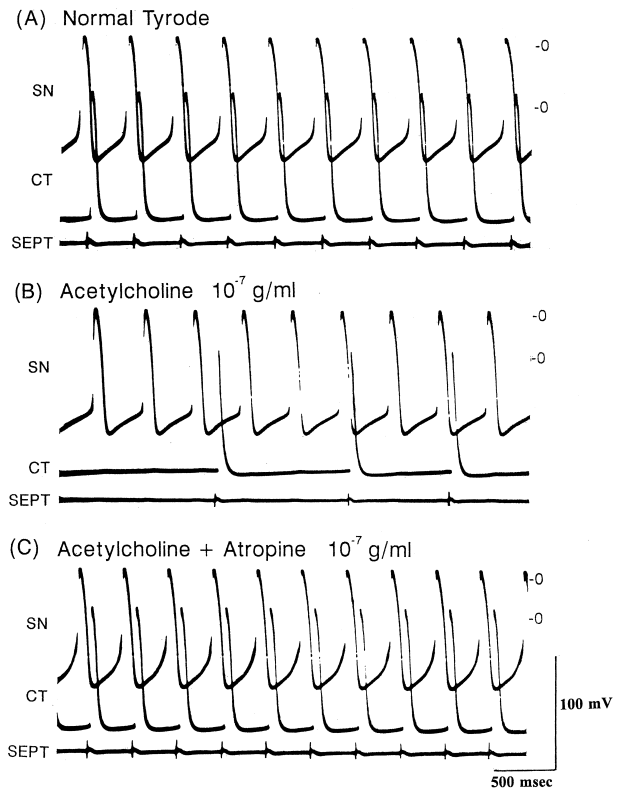 (A) Normal Tyrode
-0
SN
-0
CT
SEPT
(B) Acetylcholine 10-7 g/ml
-0
-0
SN
CT
SEPT
(C) Acetylcholine + Atropine 10-7 g/ml
-0
SN
-0
CT
100 mV
SEPT
500 msec